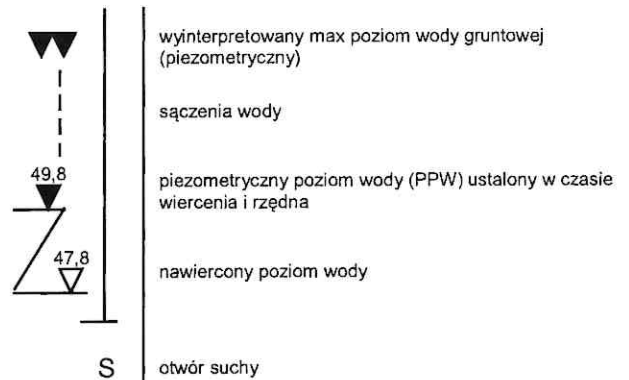 wyinterpretowany max poziom wody gruntowej
(piezometryczny)
sączenia wody
49,8
piezometryczny poziom wody (PPW) ustalony w czasie
wiercenia i rzędna
47,8
nawiercony poziom wody
S
otwór suchy